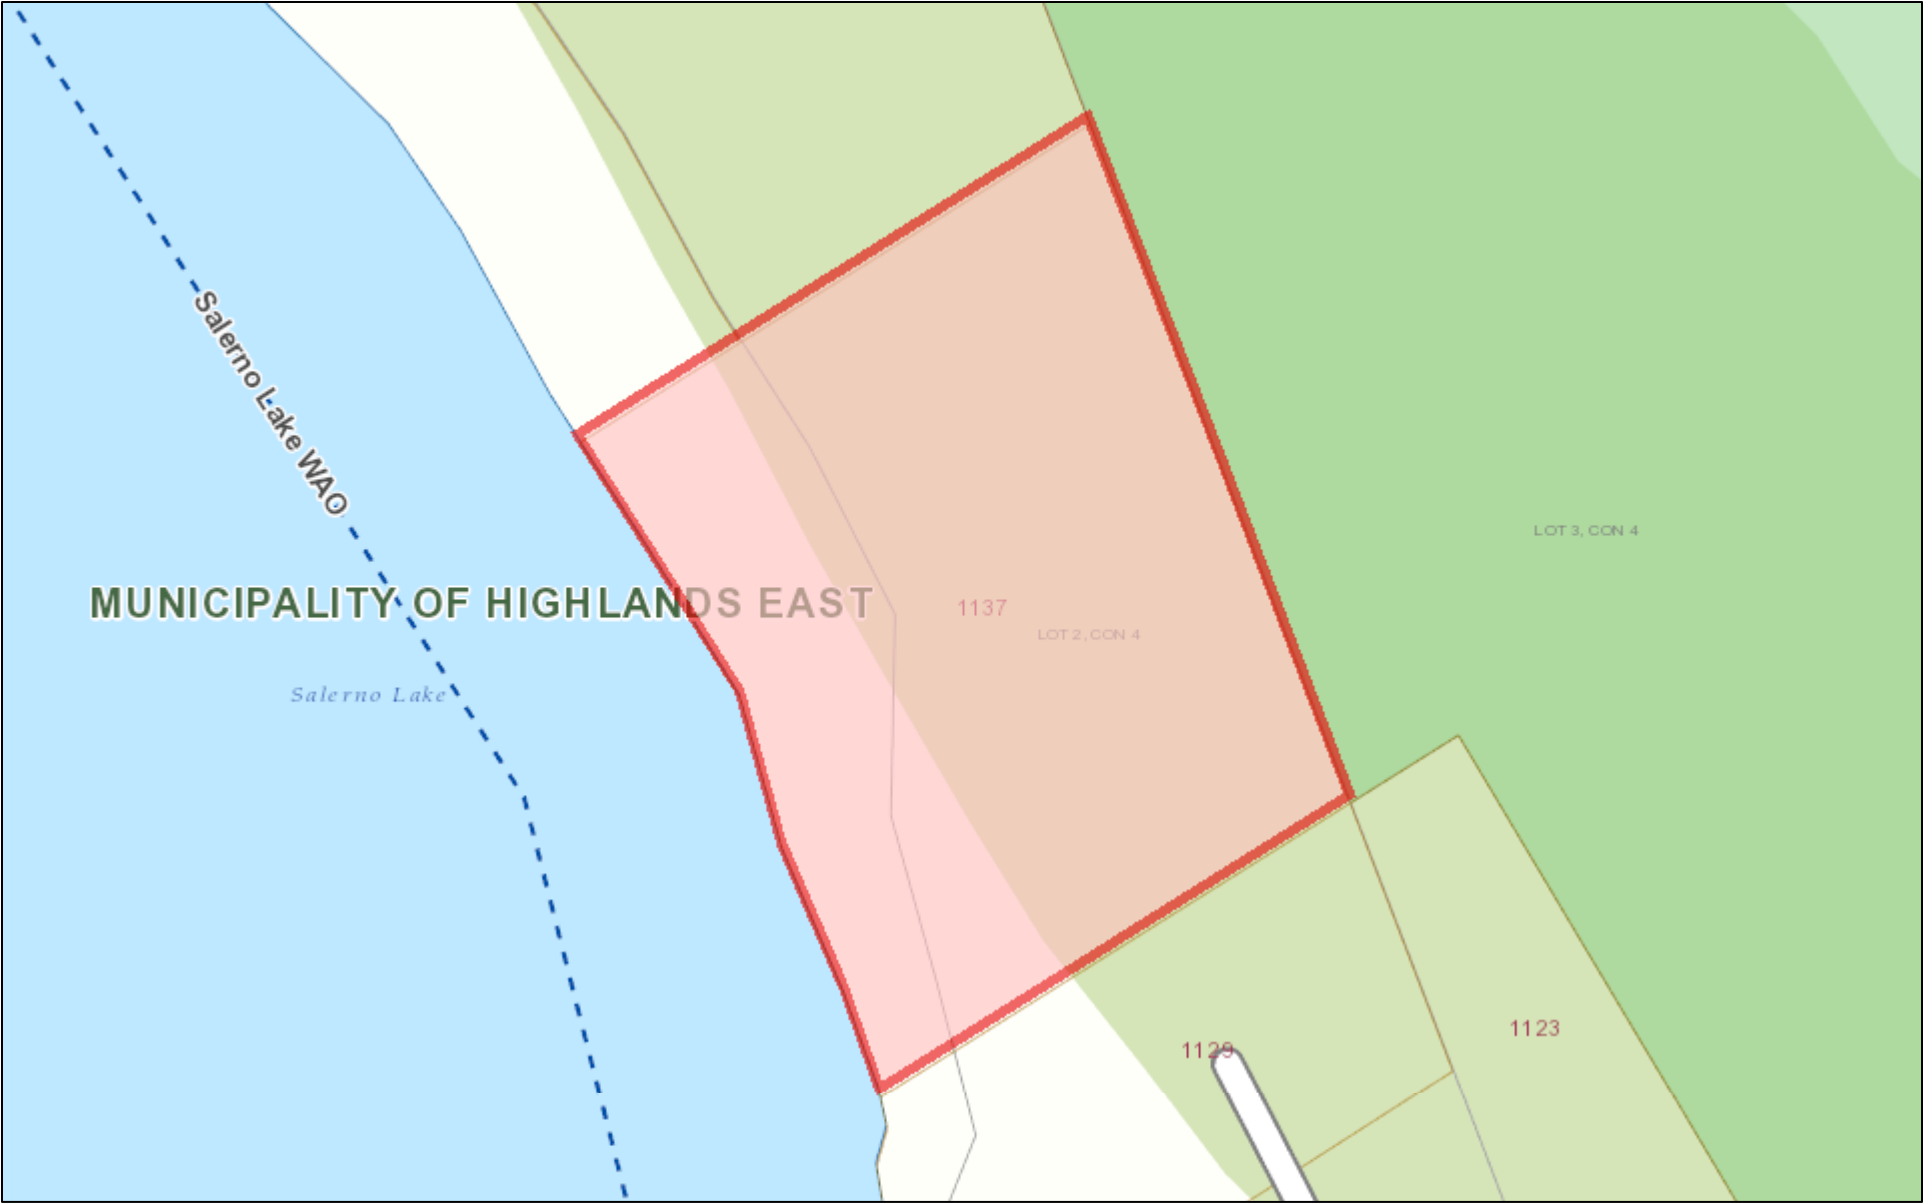 Salerno Lake WAO
LOT 3, CON 4
MUNICIPALITY OF HIGHLANDS EAST
1137
LOT 2, CON 4
Salerno Lake
1129
1123